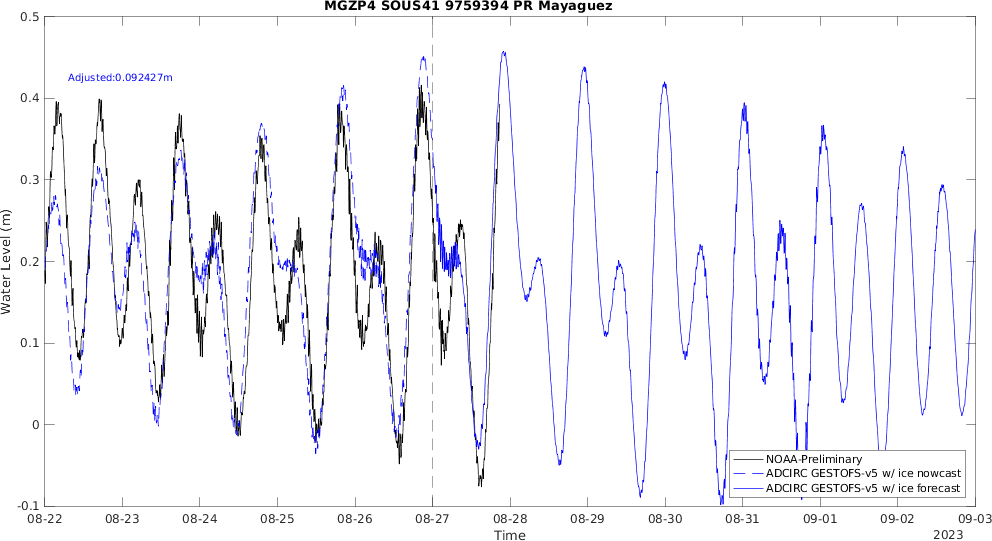 MGZP4 SOUS41 9759394 PR Mayaguez
0.5
Adjusted:0.092427m
0.4
0.3
0.2
0.1
0
-0.1
Water Level (m)
NOAA-Preliminary
ADCIRC GESTOFS-v5 w/ ice nowcast
ADCIRC GESTOFS-v5 w/ ice forecast
08-22 08-23 08-24 08-25 08-26 08-27 08-28 08-29 08-30 08-31 09-01 09-02 09-03
Time
2023